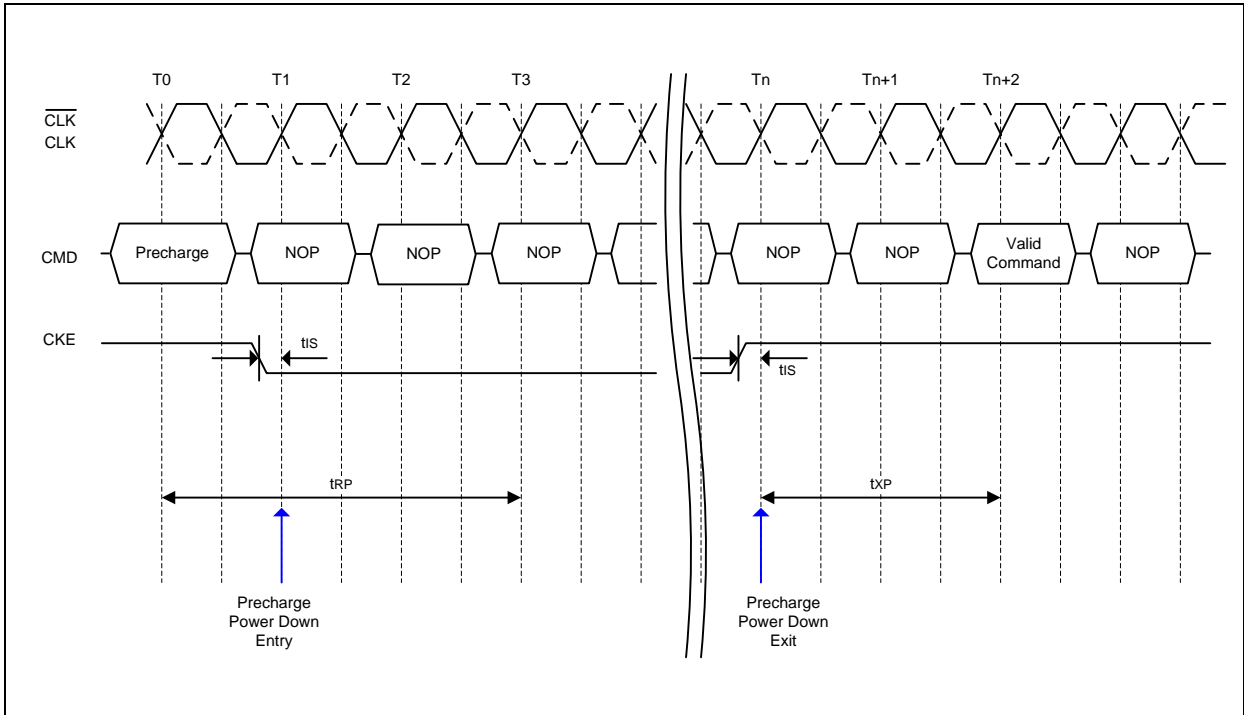 T0 T1 T2 T3 Tn Tn+1 Tn+2
CLK
CLK
CMD Precharge NOP NOP NOP NOP NOP Valid Command NOP
CKE
tIS
tIS
tRP tXP
Precharge
Power Down
Entry
Precharge
Power Down
Exit